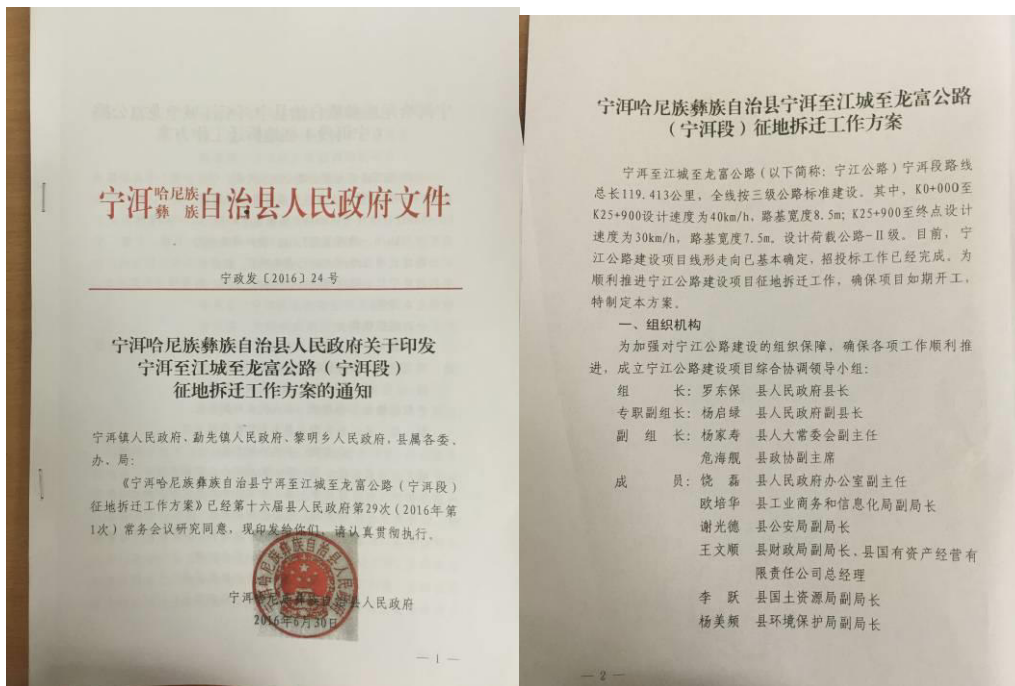 宁洱哈尼族彝族自治县人民政府文件
宁政发〔2016〕24号
宁洱哈尼族彝族自治县人民政府关于印发
宁洱至江城至龙富公路（宁洱段）
征地拆迁工作方案的通知
宁洱镇人民政府、勐先镇人民政府、黎明乡人民政府，县属各委、
办、局：
《宁洱哈尼族彝族自治县宁洱至江城至龙富公路（宁洱段）
征地拆迁工作方案》已经第十六届县人民政府第29次（2016年第
1次）常务会议研究同意，现印发给你们，请认真贯彻执行。
宁洱哈尼族彝族自治县人民政府
2016年6月30日
— 1 —
宁洱哈尼族彝族自治县宁洱至江城至龙富公路
（宁洱段）征地拆迁工作方案
宁洱至江城至龙富公路（以下简称：宁江公路）宁洱段路线
总长119.413公里，全线按三级公路标准建设。其中，K0+000至
K25+900设计速度为40km/h，路基宽度8.5m；K25+900至终点设计
速度为30km/h，路基宽度7.5m。设计荷载公路-Ⅱ级。目前，宁
江公路建设项目线形走向已基本确定，招投标工作已经完成。为
顺利推进宁江公路建设项目征地拆迁工作，确保项目如期开工，
特制定本方案。
一、组织机构
为加强对宁江公路建设的组织保障，确保各项工作顺利推
进，成立宁江公路建设项目综合协调领导小组：
组长：罗东保 县人民政府县长
专职副组长：杨启绿 县人民政府副县长
副组长：杨家寿 县人大常委会副主任
危海舰 县政协副主席
成员：饶磊 县人民政府办公室副主任
欧培华 县工业商务和信息化局副局长
谢光德 县公安局副局长
王文顺 县财政局副局长、县国有资产经营有
限责任公司总经理
李跃 县国土资源局副局长
杨美频 县环境保护局副局长
— 2 —